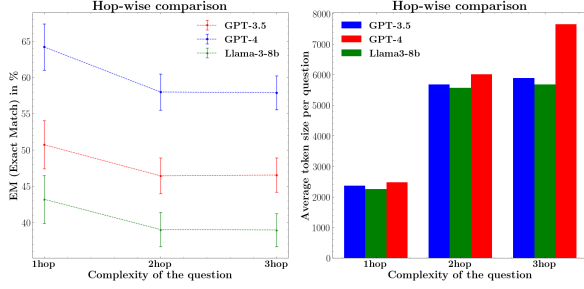 Hop-wise comparison
GPT-3.5
GPT-4
Llama-3-8b
EM (Exact Match) in %
65
60
55
50
45
40
1hop
2hop
3hop
Complexity of the question
Hop-wise comparison
GPT-3.5
GPT-4
Llama3-8b
Average token size per question
8000
7000
6000
5000
4000
3000
2000
1000
0
1hop
2hop
3hop
Complexity of the question